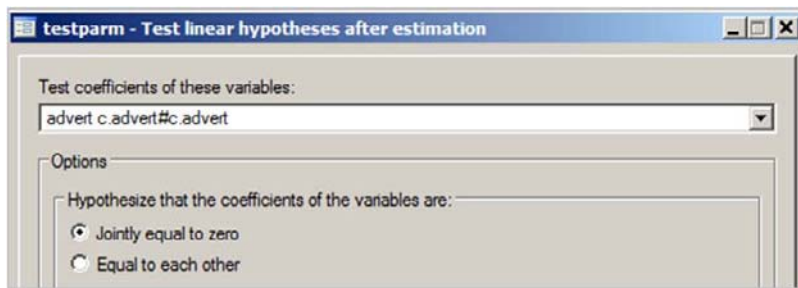 testparm - Test linear hypotheses after estimation
Test coefficients of these variables:
advert c.advert#c.advert
Options
Hypothesize that the coefficients of the variables are:
Jointly equal to zero
Equal to each other